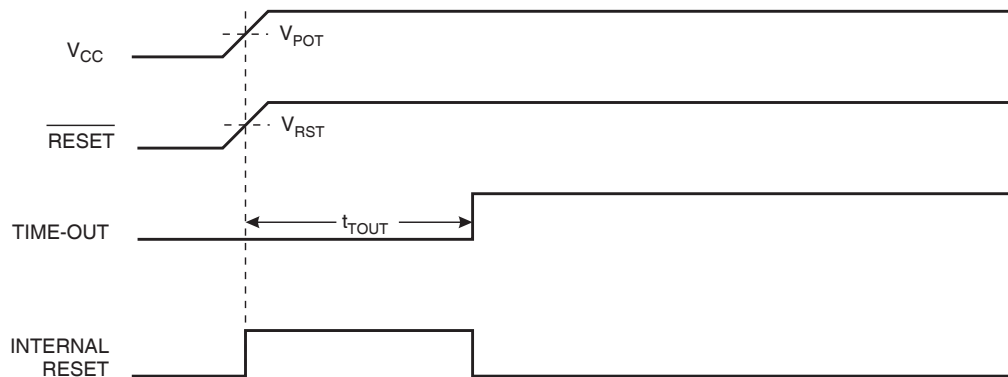 VCC
VPOT
RESET
VRST
TIME-OUT
tTOUT
INTERNAL
RESET